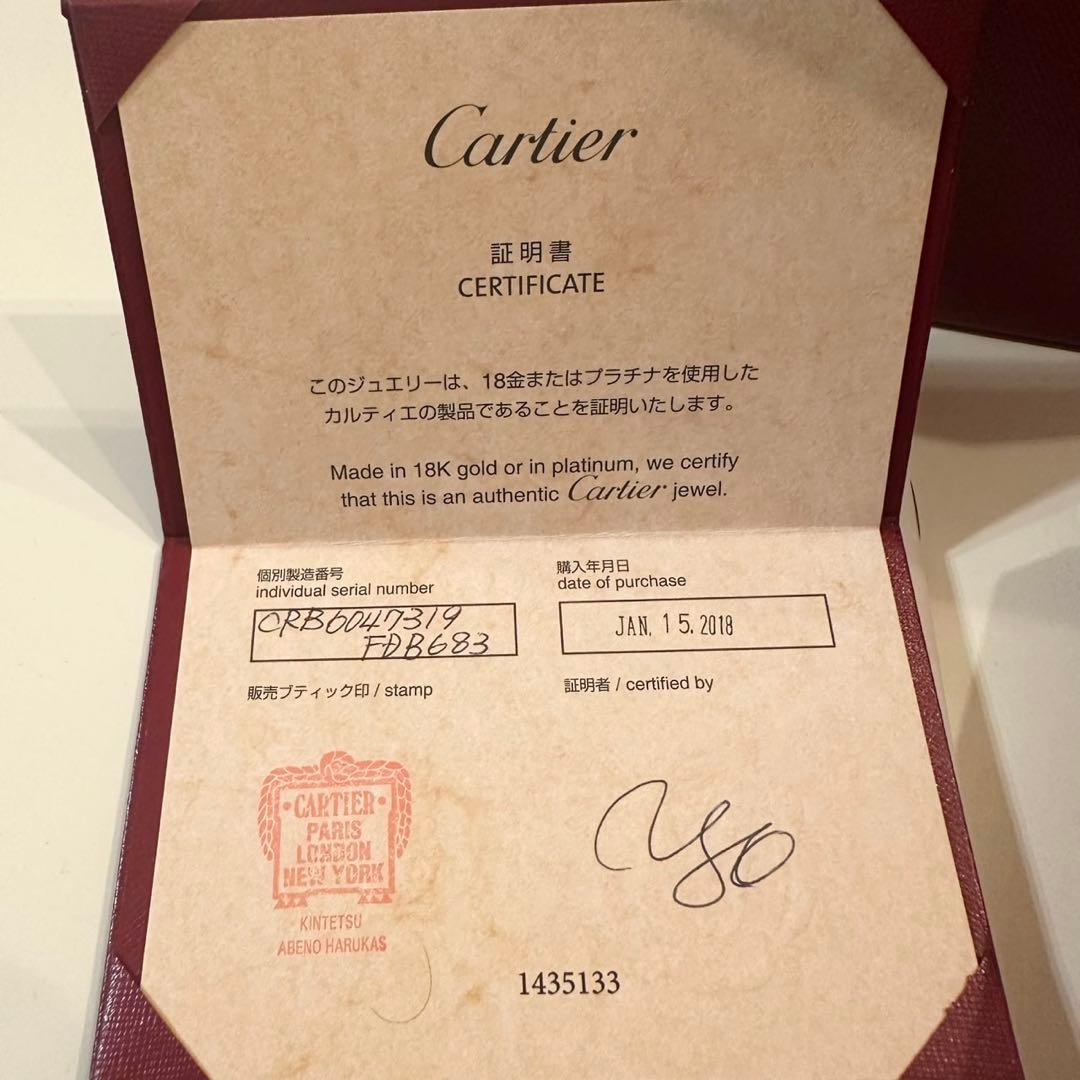 Cartier
証明書
CERTIFICATE
このジュエリーは、18金またはプラチナを使用した
カルティエの製品であることを証明いたします。
Made in 18K gold or in platinum, we certify
that this is an authentic Cartier jewel.
個別製造番号
individual serial number
CRB6047319
FDB683
購入年月日
date of purchase
JAN. 15. 2018
販売ブティック印 / stamp
証明者 / certified by
・CARTIER・
PARIS
LONDON
NEW YORK
KINTETSU
ABENO HARUKAS
1435133